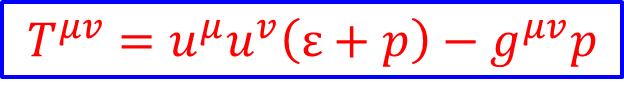 T^{μν} = u^μ u^ν (ε + p) − g^{μν} p